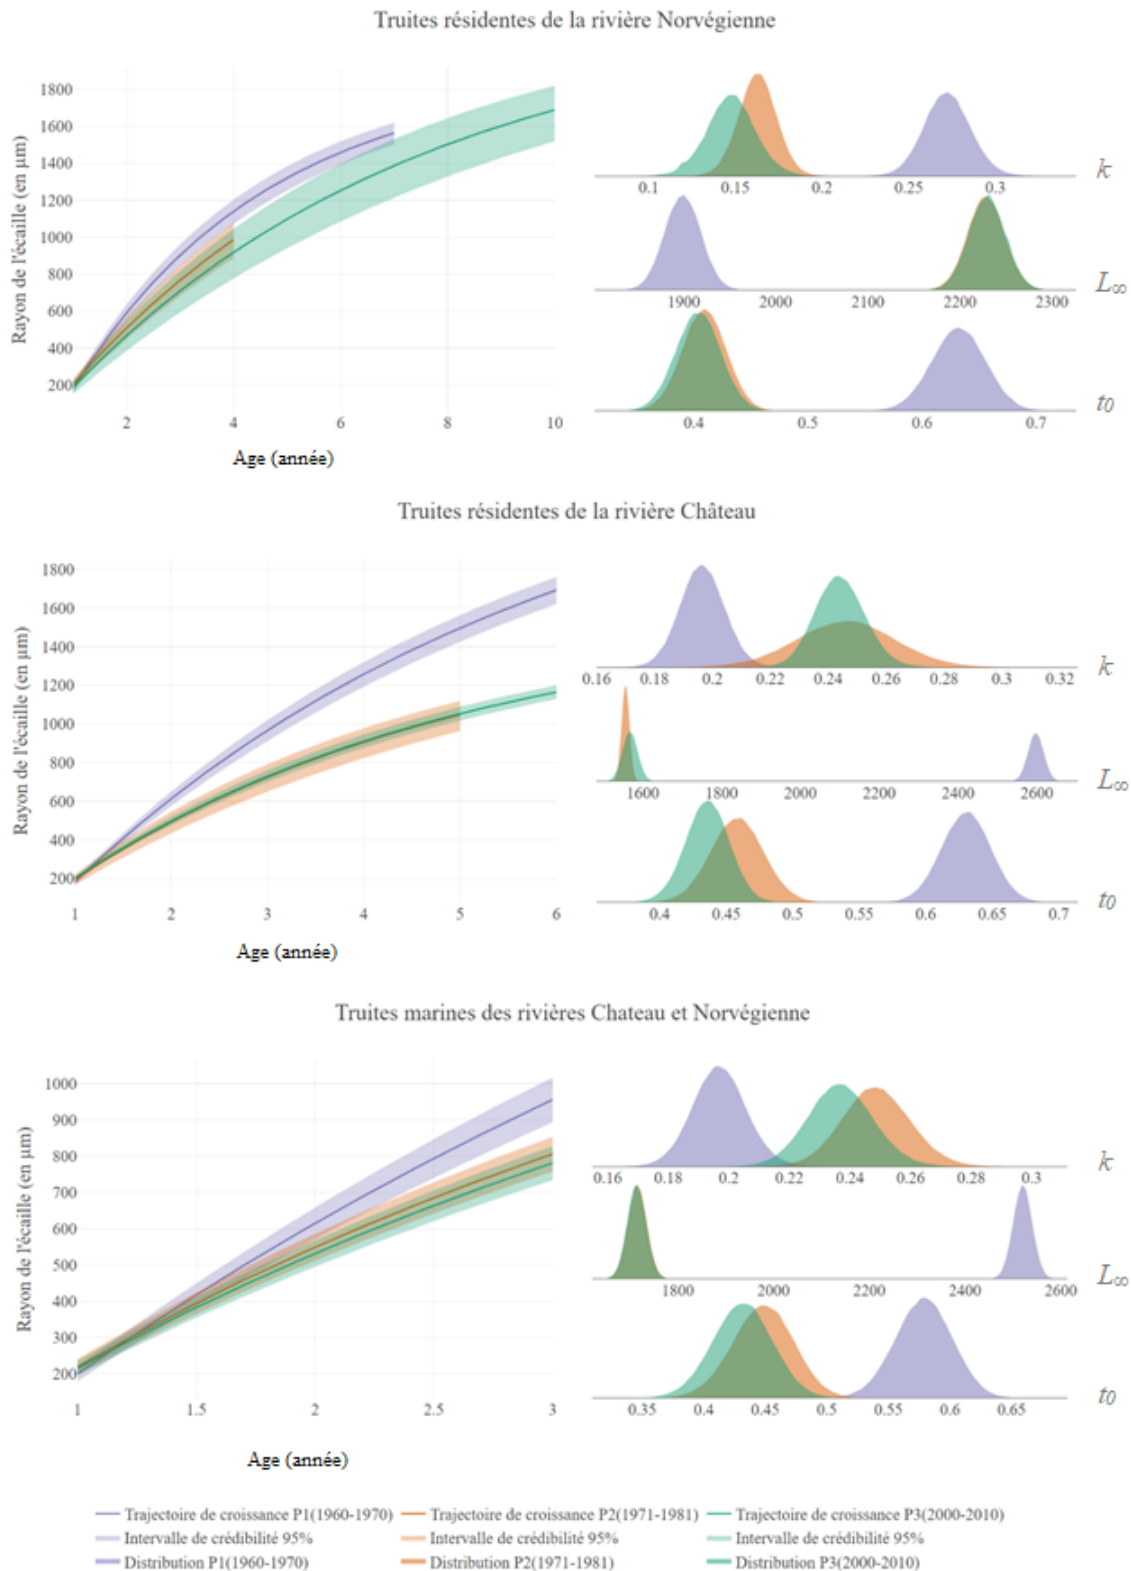 Truites résidentes de la rivière Norvégienne
Rayon de l'écaille (en µm)
1800
1600
1400
1200
1000
800
600
400
200
2 4 6 8 10
Age (année)
0.1 0.15 0.2 0.25 0.3
k
1900 2000 2100 2200 2300
L∞
0.4 0.5 0.6 0.7
t0
Truites résidentes de la rivière Château
Rayon de l'écaille (en µm)
1800
1600
1400
1200
1000
800
600
400
200
1 2 3 4 5 6
Age (année)
0.16 0.18 0.2 0.22 0.24 0.26 0.28 0.3 0.32
k
1600 1800 2000 2200 2400 2600
L∞
0.4 0.45 0.5 0.55 0.6 0.65 0.7
t0
Truites marines des rivières Chateau et Norvégienne
Rayon de l'écaille (en µm)
1000
900
800
700
600
500
400
300
200
1 1.5 2 2.5 3
Age (année)
0.16 0.18 0.2 0.22 0.24 0.26 0.28 0.3
k
1800 2000 2200 2400 2600
L∞
0.35 0.4 0.45 0.5 0.55 0.6 0.65
t0
Trajectoire de croissance P1(1960-1970) Trajectoire de croissance P2(1971-1981) Trajectoire de croissance P3(2000-2010)
Intervalle de crédibilité 95% Intervalle de crédibilité 95% Intervalle de crédibilité 95%
Distribution P1(1960-1970) Distribution P2(1971-1981) Distribution P3(2000-2010)